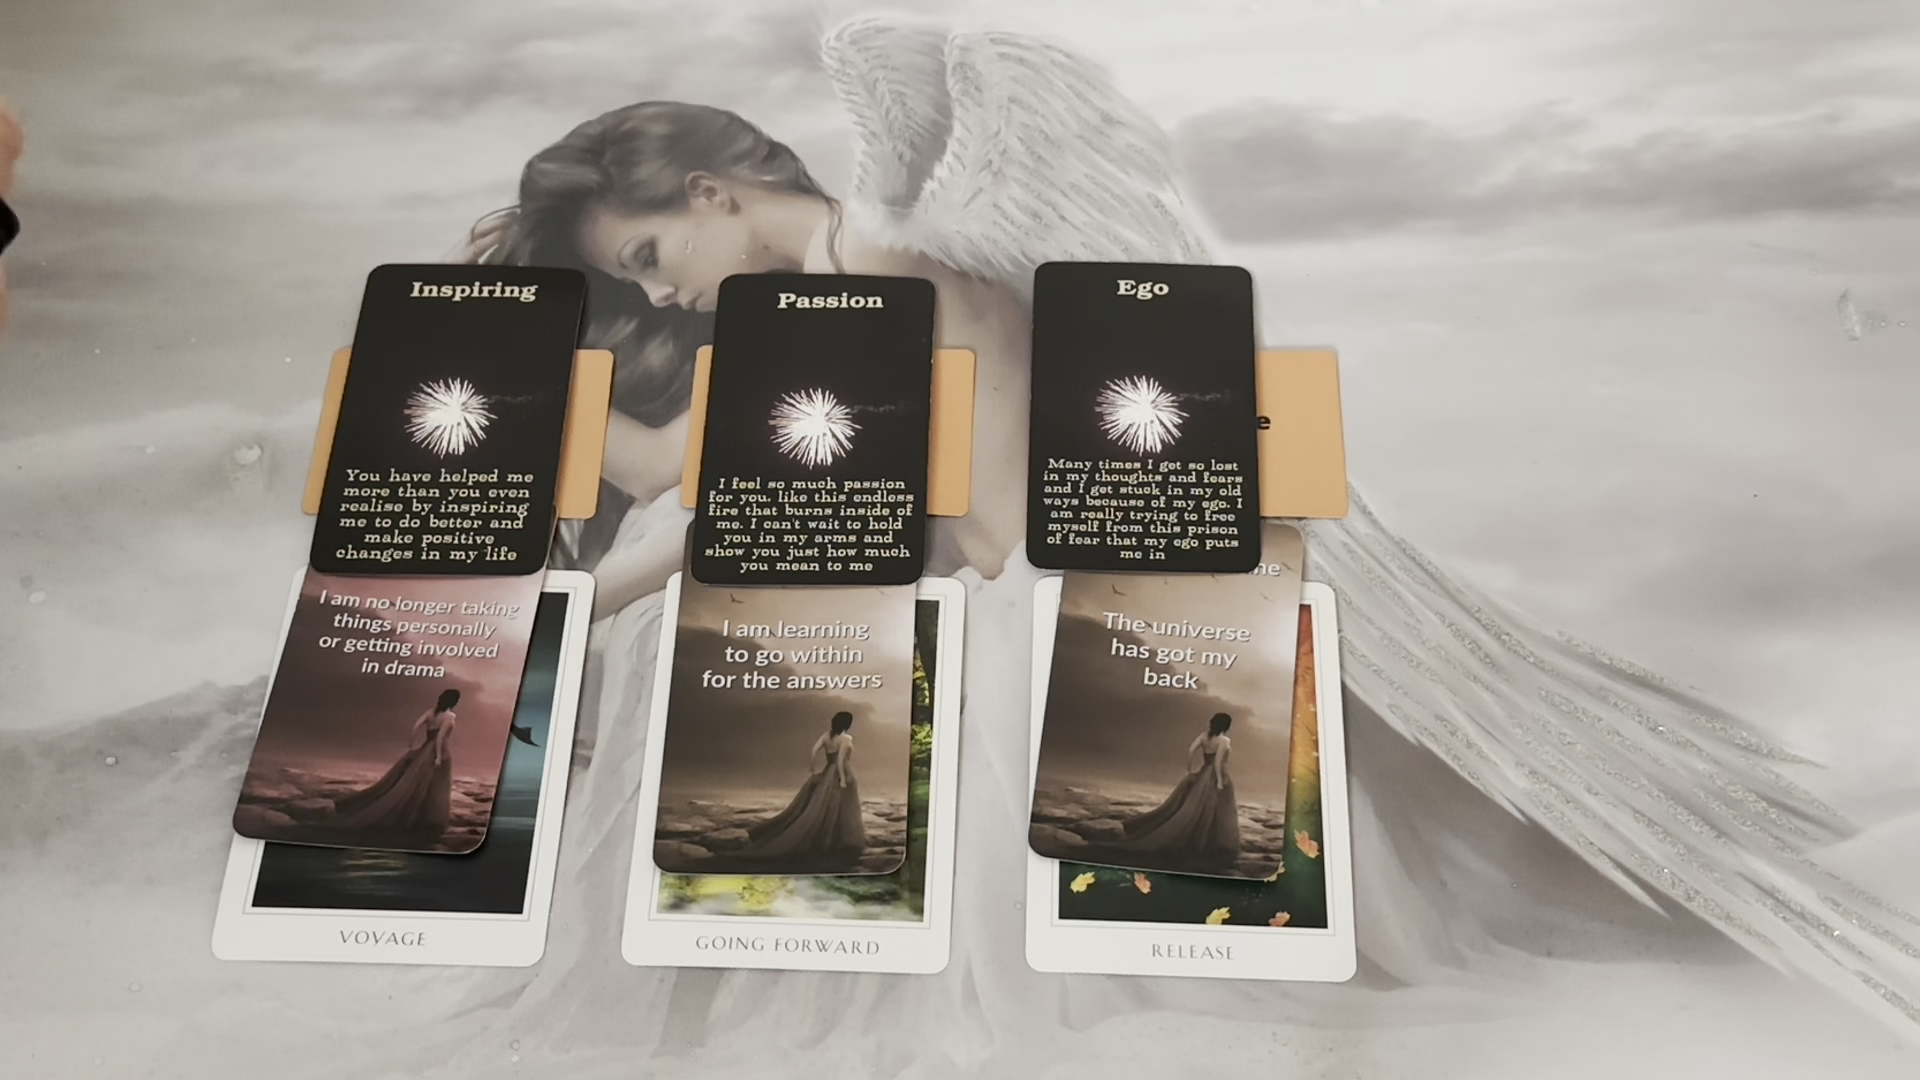 Inspiring
You have helped me
more than you even
realise by inspiring
me to do better and
make positive
changes in my life
I am no longer taking
things personally
or getting involved
in drama
VOYAGE
Passion
I feel so much passion
for you, like this endless
fire that burns inside of
me. I can't wait to hold
you in my arms and
show you just how much
you mean to me
I am learning
to go within
for the answers
GOING FORWARD
Ego
Many times I get so lost
in my thoughts and fears
and I get stuck in my old
ways because of my ego. I
am really trying to free
myself from this prison
of fear that my ego puts
me in
The universe
has got my
back
RELEASE